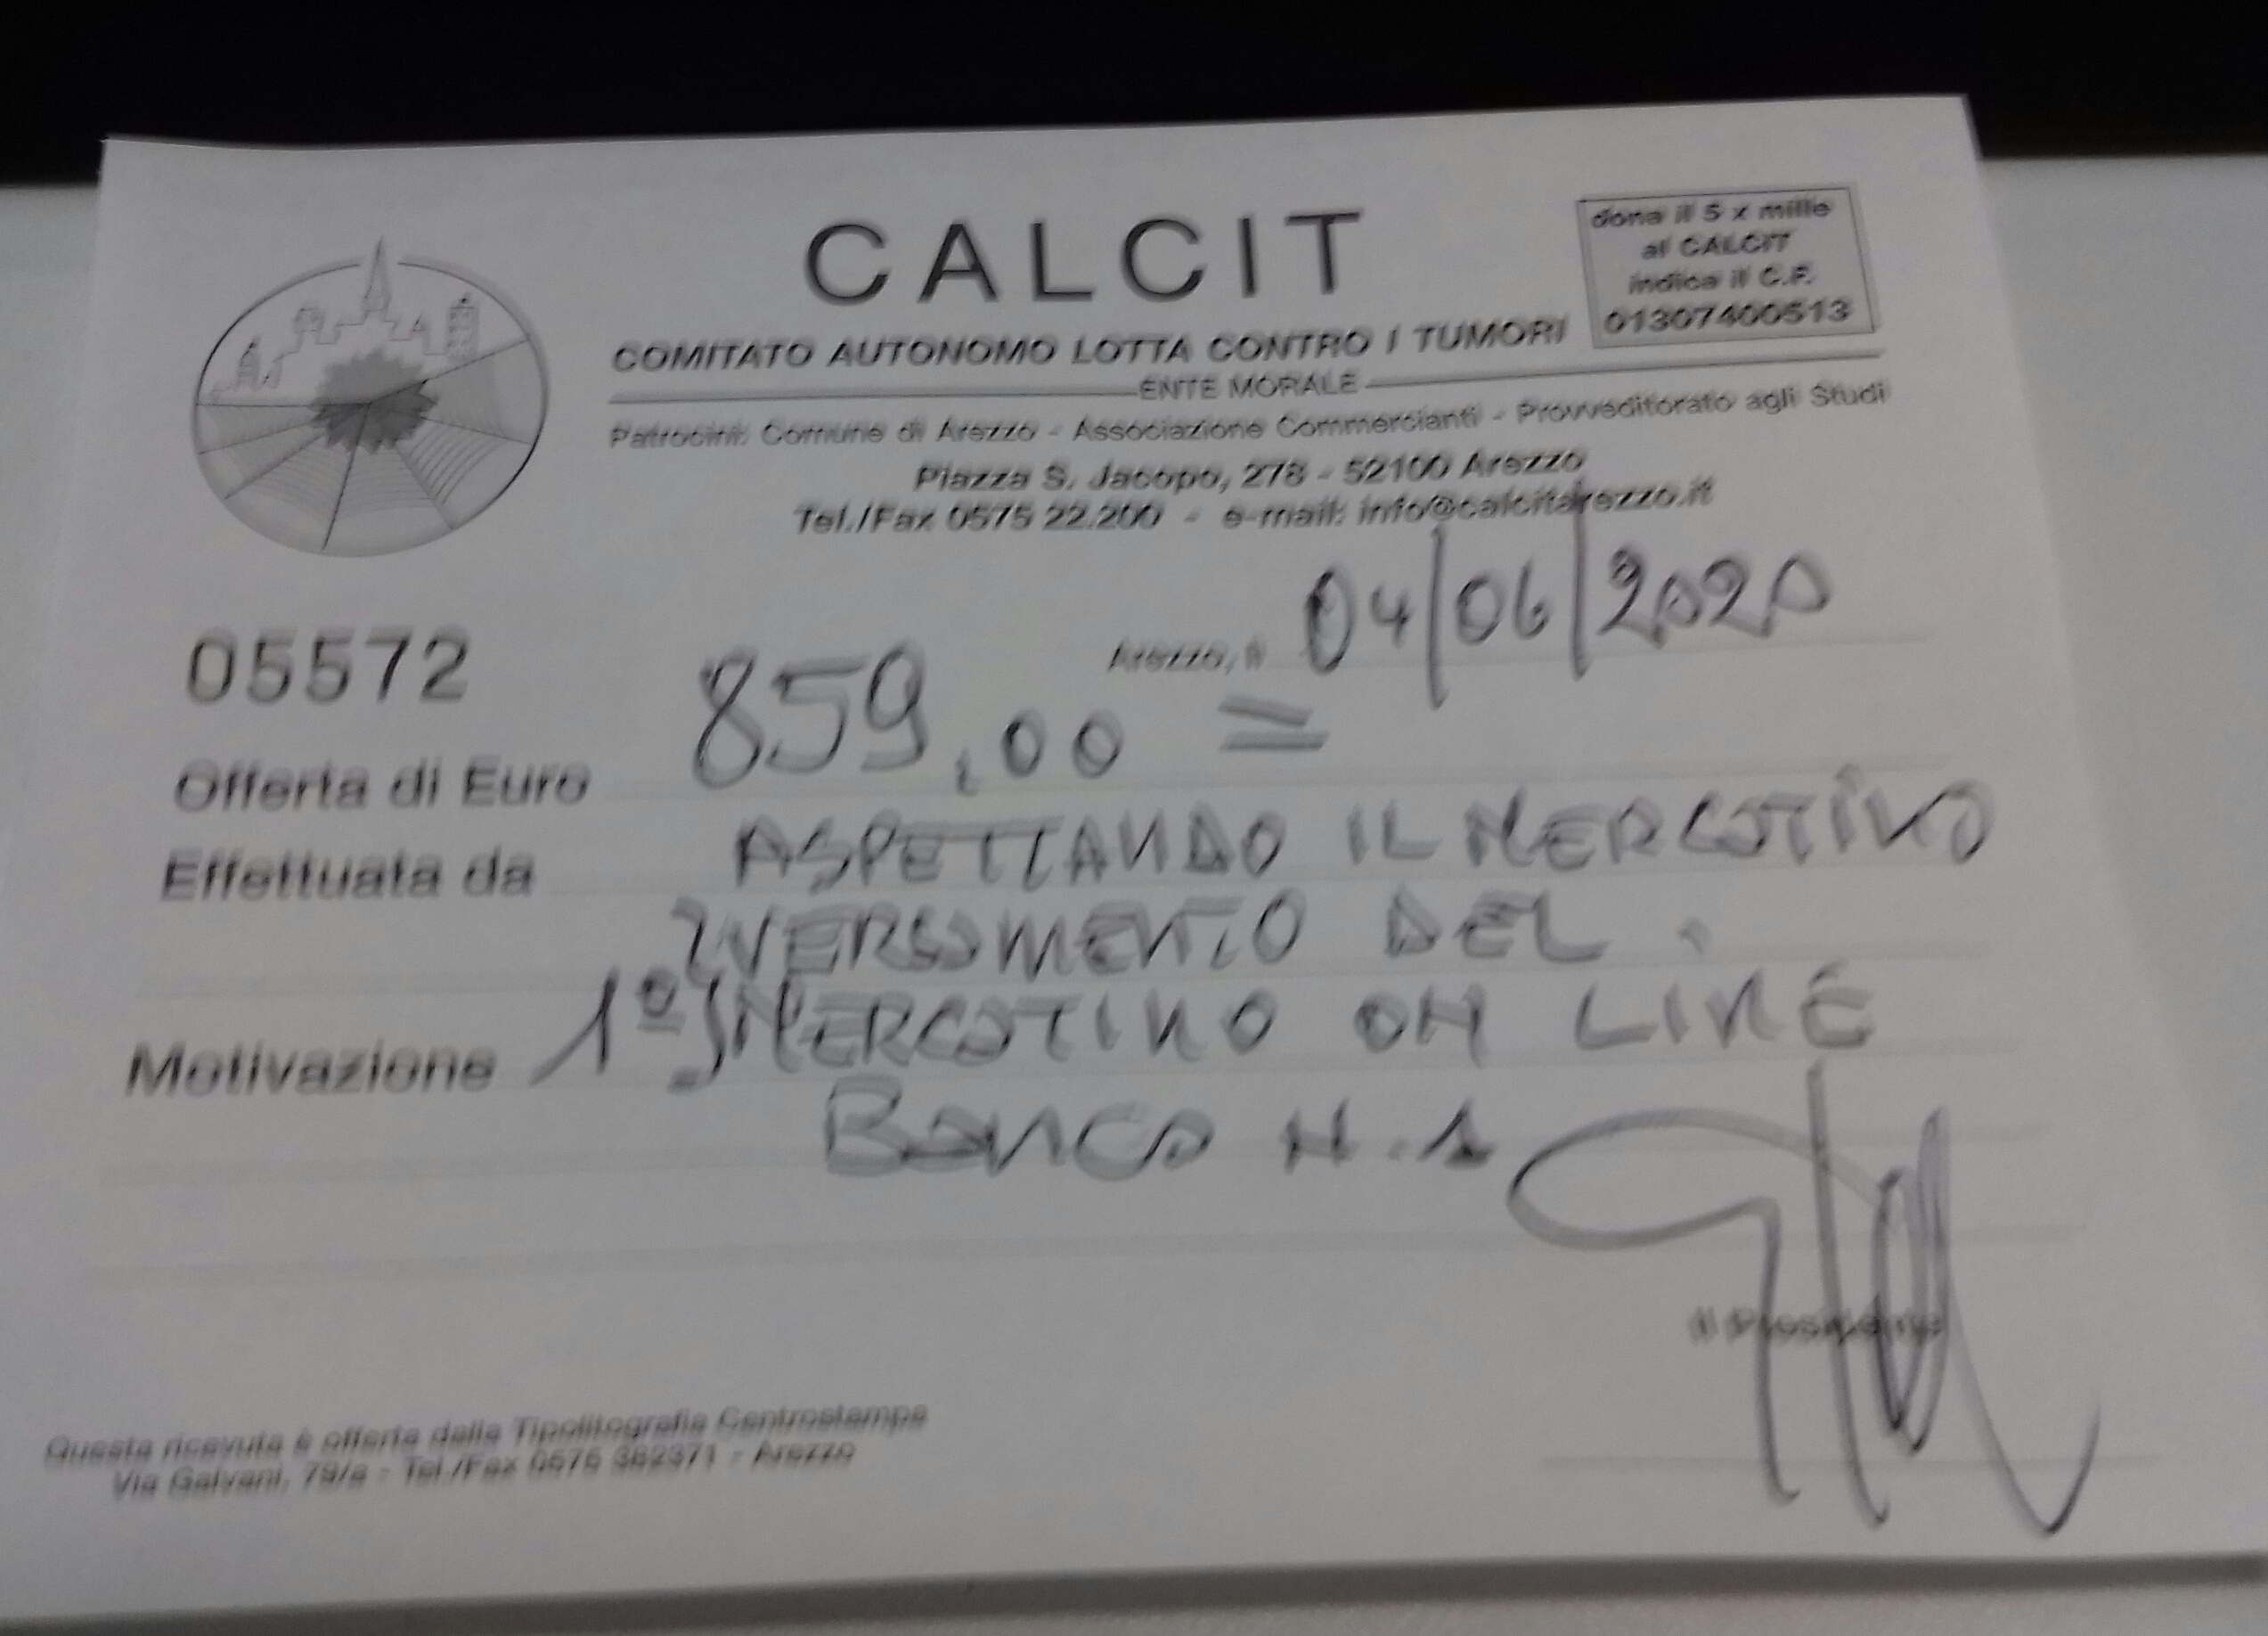 CALCIT
dona il 5 x mille
al CALCIT
indica il C.F.
01307400513
COMITATO AUTONOMO LOTTA CONTRO I TUMORI
ENTE MORALE
Patrocini: Comune di Arezzo - Associazione Commercianti - Provveditorato agli Studi
Piazza S. Jacopo, 278 - 52100 Arezzo
Tel./Fax 0575 22.200 - e-mail: info@calcitarezzo.it
05572
Arezzo, li 04/06/2020
Offerta di Euro 859,00 =
Effettuata da ASPETTANDO IL MERCATINO
VERSAMENTO DEL
Motivazione 1° MERCATINO ON LINE
Banco N. 1
Il Presidente
Questa ricevuta è offerta dalla Tipolitografia Centrostampa
Via Galvani, 79/a - Tel./Fax 0575 382371 - Arezzo